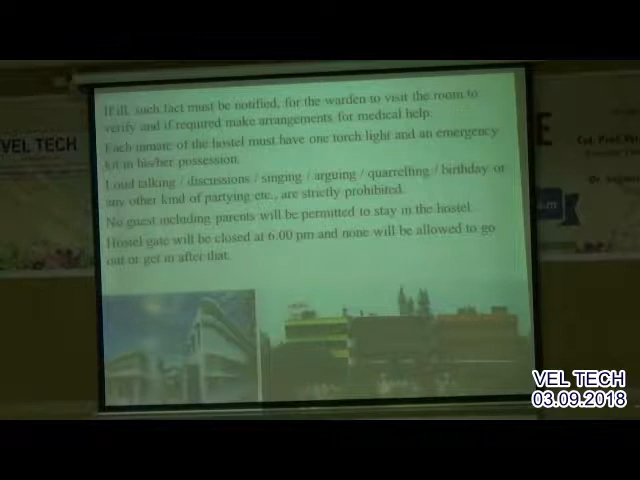 If ill, such fact must be notified, for the warden to visit the room to
verify and if required make arrangements for medical help.
Each inmate of the hostel must have one torch light and an emergency
kit in his/her possession.
Loud talking / discussions / singing / arguing / quarrelling / birthday or
any other kind of partying etc., are strictly prohibited.
No guest including parents will be permitted to stay in the hostel
Hostel gate will be closed at 6.00 pm and none will be allowed to go
out or get in after that.
VEL TECH
E
Col. Prof.
VEL TECH
03.09.2018